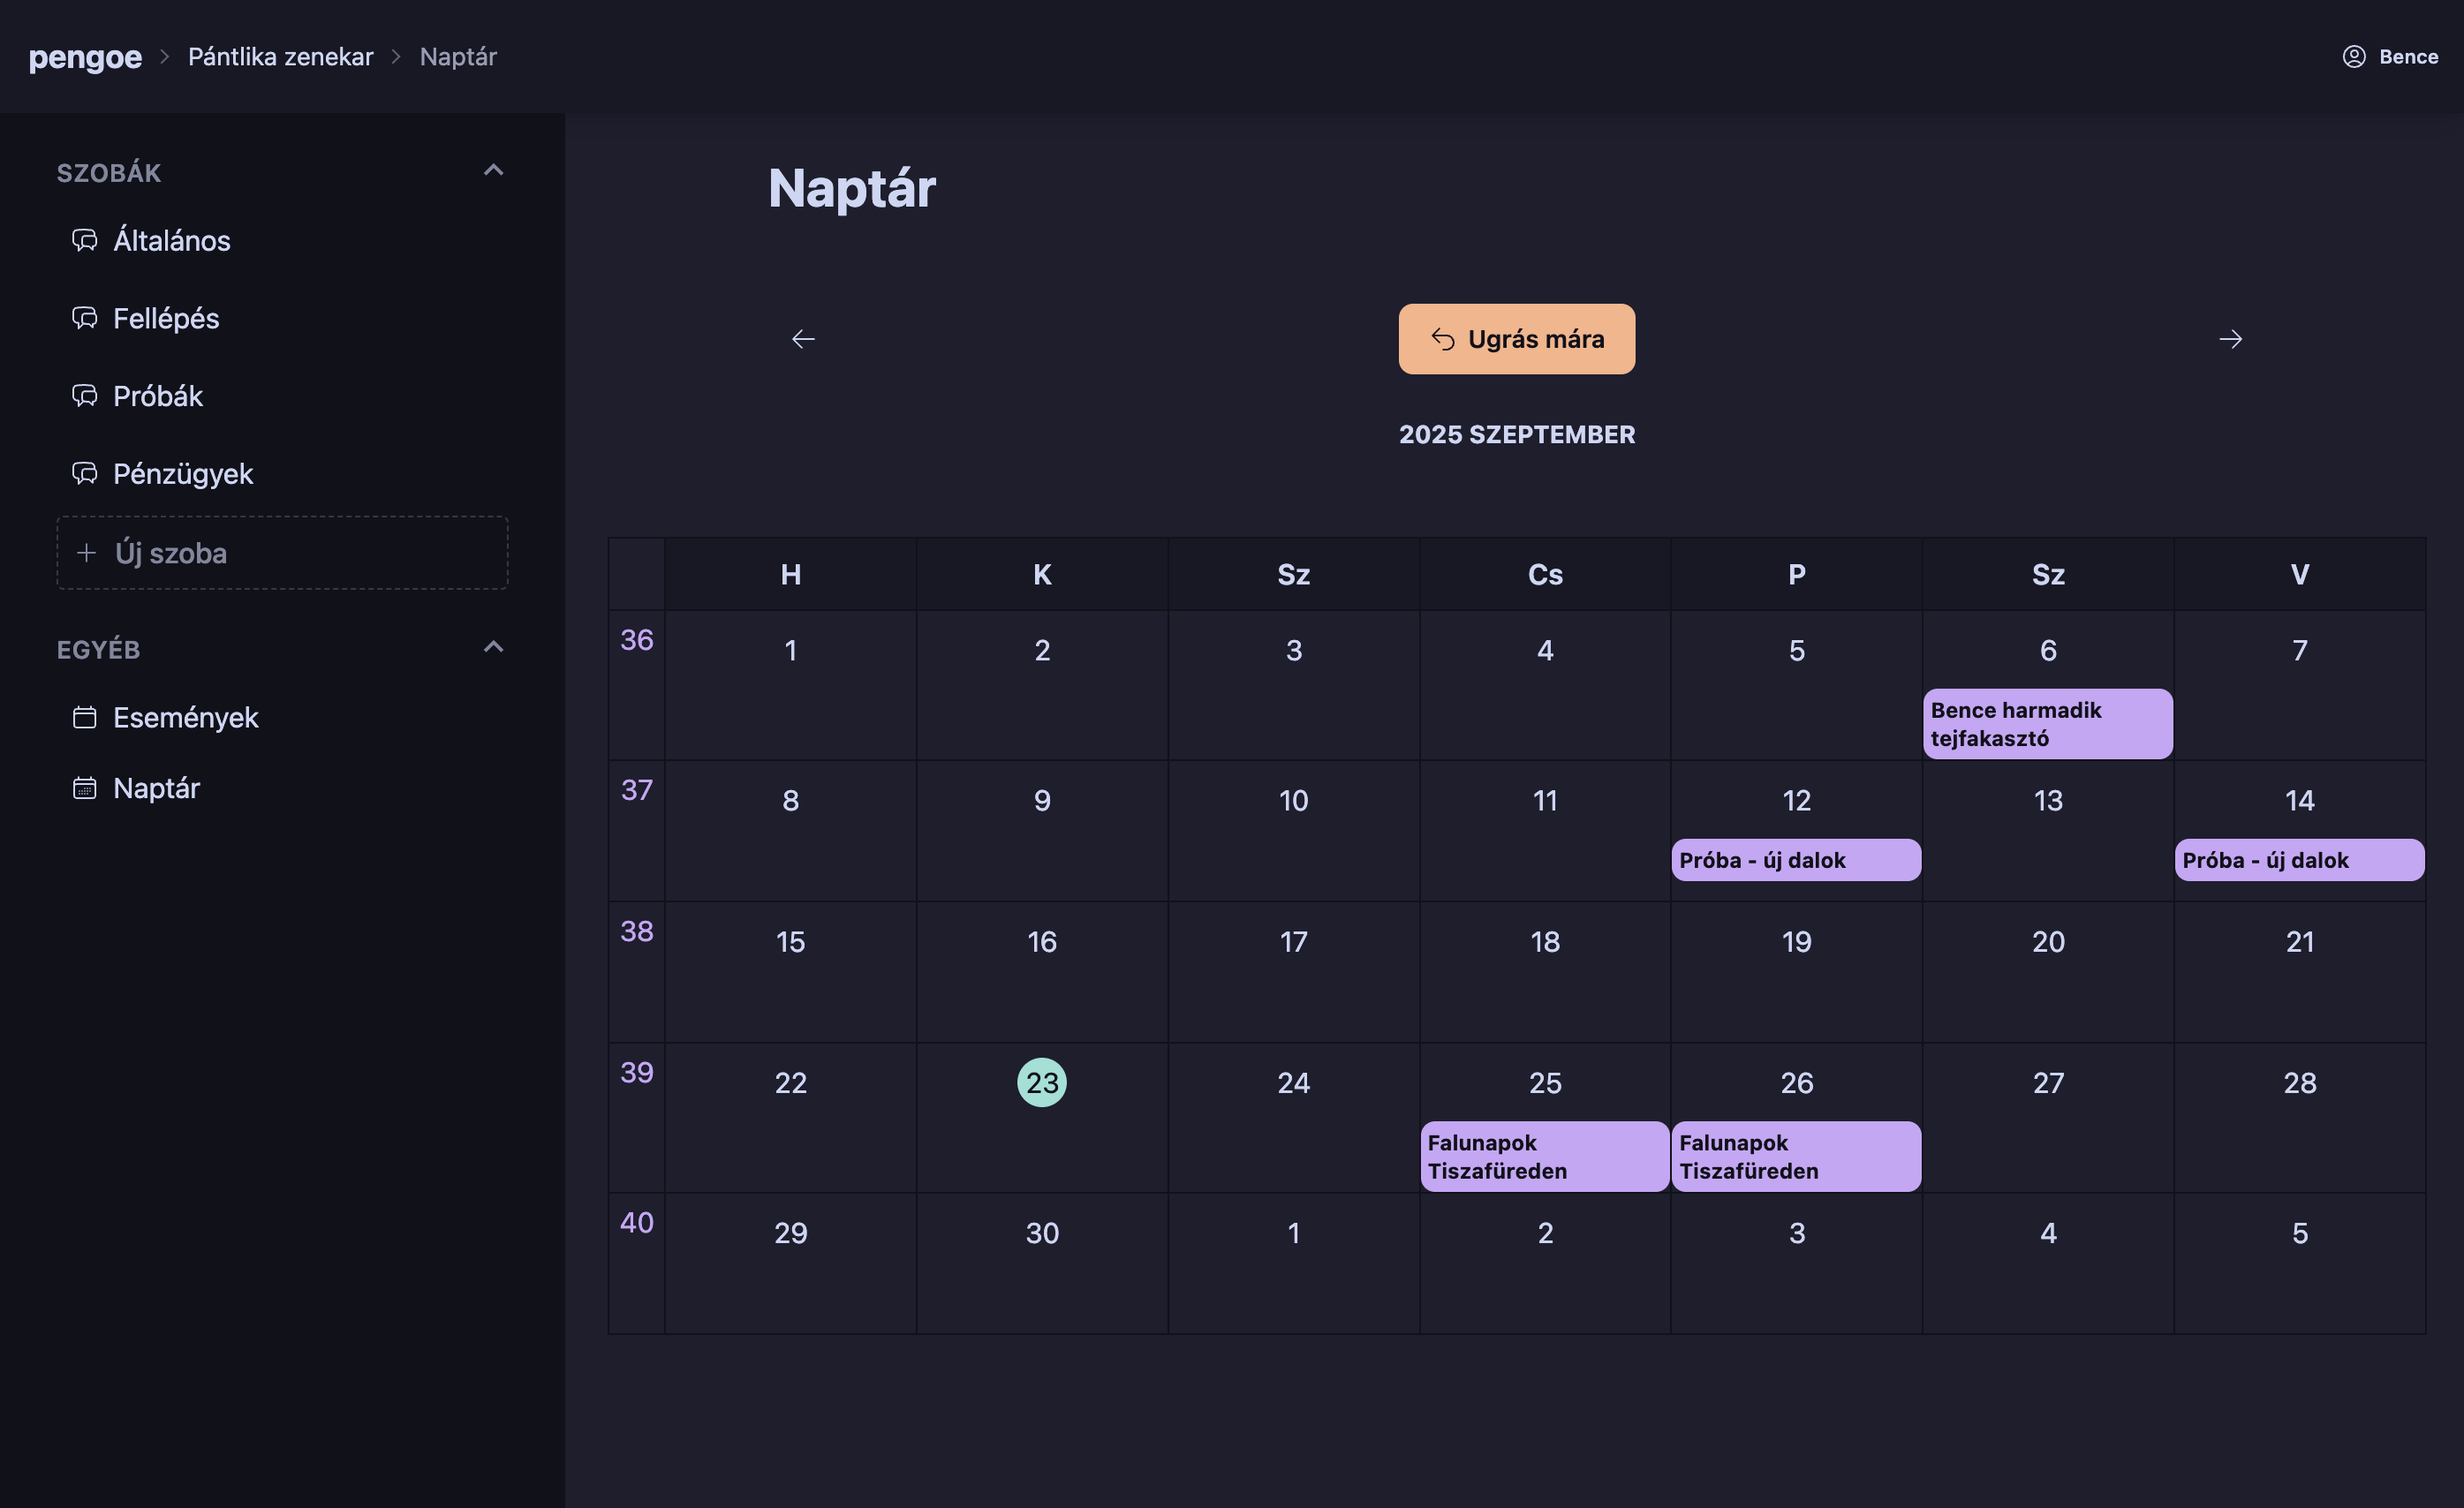 pengoe > Pántlika zenekar > Naptár
Bence
SZOBÁK
Általános
Fellépés
Próbák
Pénzügyek
+ Új szoba
EGYÉB
Események
Naptár
Naptár
Ugrás mára
2025 SZEPTEMBER
H K Sz Cs P Sz V
36 1 2 3 4 5 6 7
Bence harmadik
tejfakasztó
37 8 9 10 11 12 13 14
Próba - új dalok Próba - új dalok
38 15 16 17 18 19 20 21
39 22 23 24 25 26 27 28
Falunapok Falunapok
Tiszafüreden Tiszafüreden
40 29 30 1 2 3 4 5